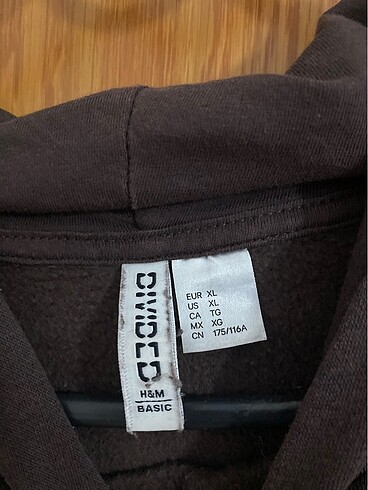 DIVIDED
H&M
BASIC
EUR XL
US XL
CA TG
MX XG
CN 175/116A